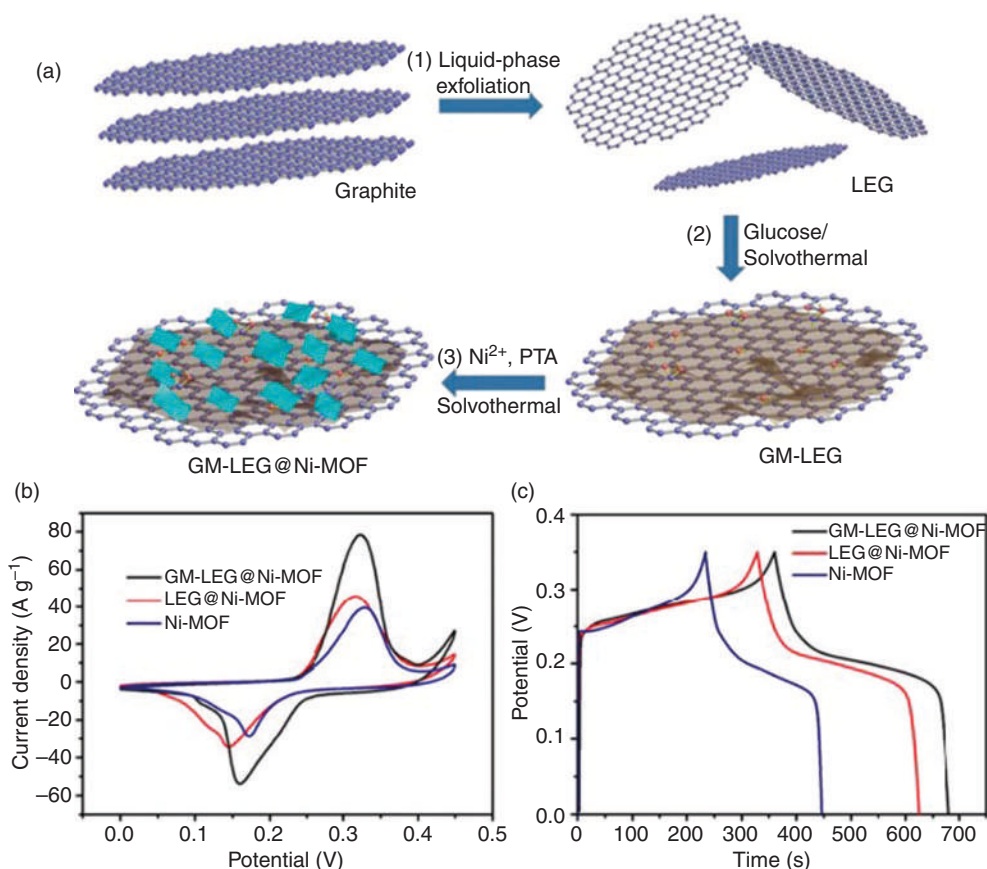 (a)
(1) Liquid-phase
exfoliation
Graphite
LEG
(2)
Glucose/
Solvothermal
(3) Ni²⁺, PTA
Solvothermal
GM-LEG@Ni-MOF
GM-LEG
(b)
80
60
40
20
0
−20
−40
−60
Current density (A g⁻¹)
GM-LEG@Ni-MOF
LEG@Ni-MOF
Ni-MOF
0.0
0.1
0.2
0.3
0.4
0.5
Potential (V)
(c)
0.4
0.3
0.2
0.1
0.0
Potential (V)
GM-LEG@Ni-MOF
LEG@Ni-MOF
Ni-MOF
0
100
200
300
400
500
600
700
Time (s)